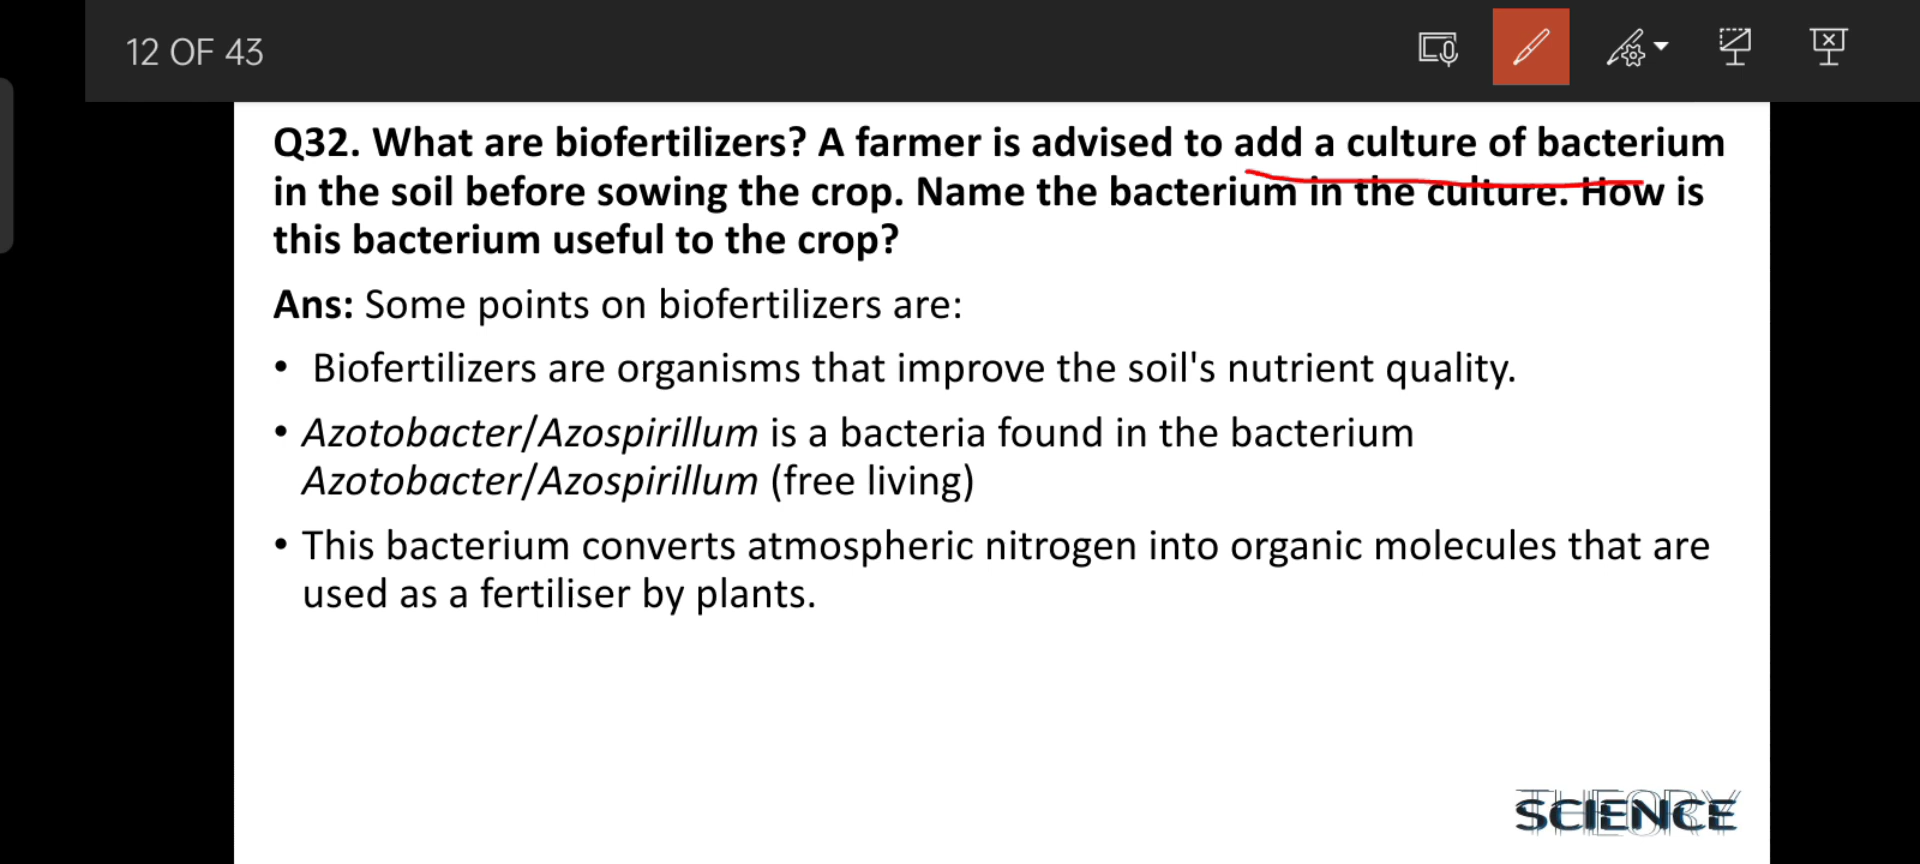 12 OF 43
Q32. What are biofertilizers? A farmer is advised to add a culture of bacterium
in the soil before sowing the crop. Name the bacterium in the culture. How is
this bacterium useful to the crop?
Ans: Some points on biofertilizers are:
• Biofertilizers are organisms that improve the soil's nutrient quality.
• Azotobacter/Azospirillum is a bacteria found in the bacterium
Azotobacter/Azospirillum (free living)
• This bacterium converts atmospheric nitrogen into organic molecules that are
used as a fertiliser by plants.
THEORY
SCIENCE